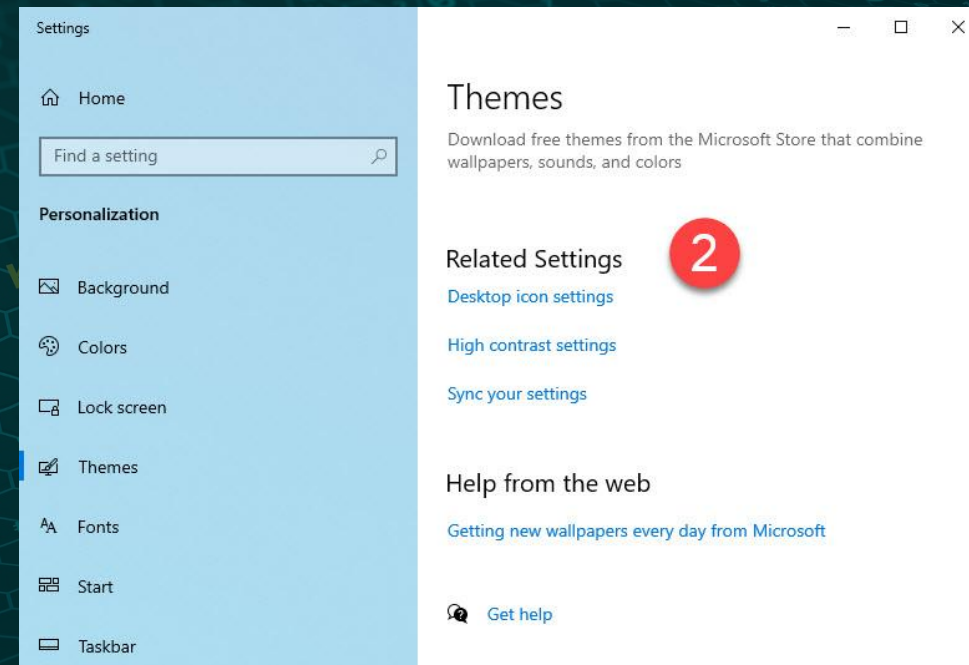 Settings
Home
Find a setting
Personalization
Background
Colors
Lock screen
Themes
Fonts
Start
Taskbar
Themes
Download free themes from the Microsoft Store that combine
wallpapers, sounds, and colors
Related Settings
2
Desktop icon settings
High contrast settings
Sync your settings
Help from the web
Getting new wallpapers every day from Microsoft
Get help